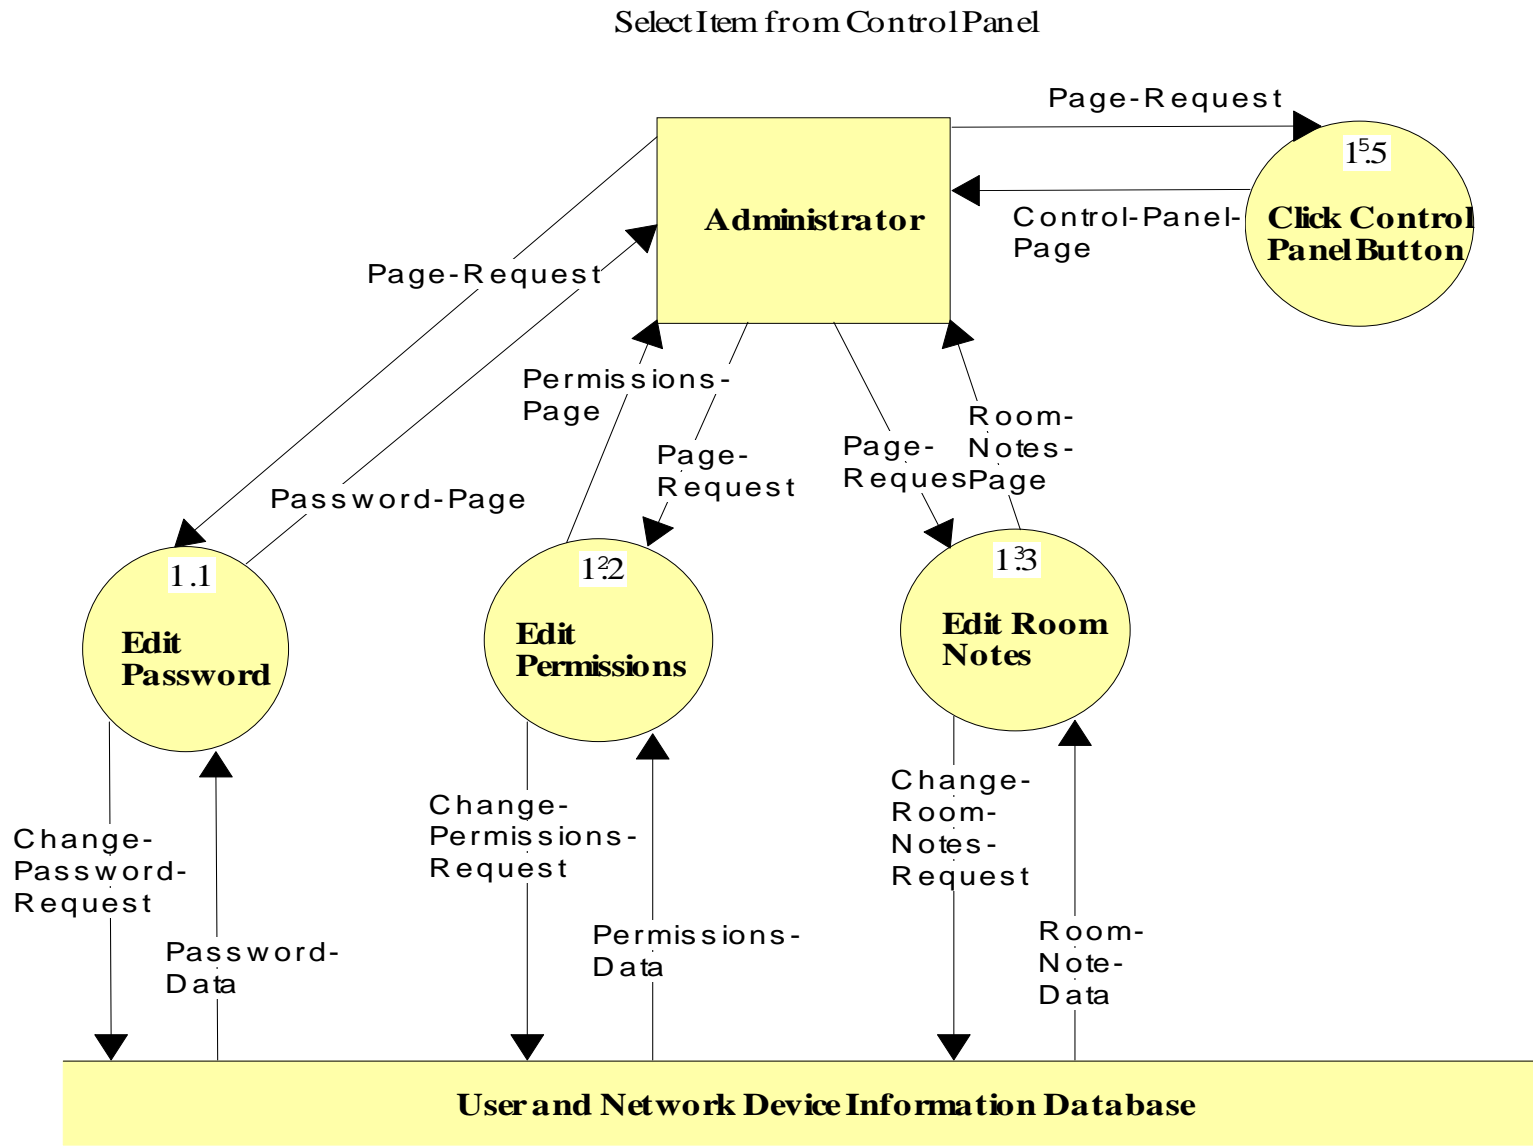 Select Item from Control Panel
Page-Request
1.5
5
Administrator
Control-Panel-
Page
Click Control
Panel Button
Page-Request
Permissions-
Page
Page-
Request
Page-
Reques
Room-
Notes-
Page
Password-Page
1.1
Edit
Password
1.2
2
Edit
Permissions
1.3
3
Edit Room
Notes
Change-
Password-
Request
Password-
Data
Change-
Permissions-
Request
Permissions-
Data
Change-
Room-
Notes-
Request
Room-
Note-
Data
User and Network Device Information Database